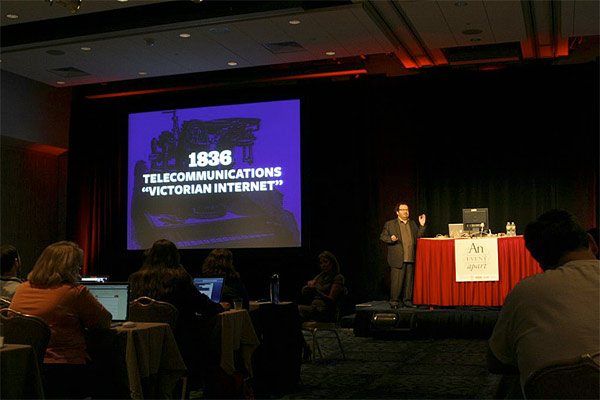 1836
TELECOMMUNICATIONS
“VICTORIAN INTERNET”
An
EVENT
apart